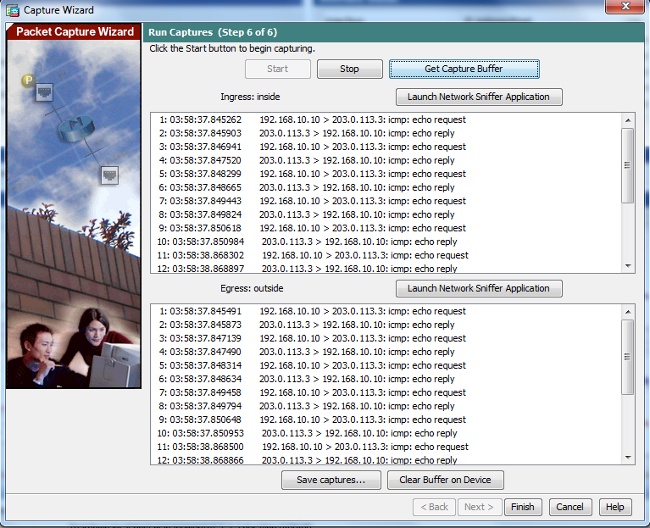 Capture Wizard
Packet Capture Wizard
Run Captures (Step 6 of 6)
Click the Start button to begin capturing.
Start
Stop
Get Capture Buffer
Ingress: inside
Launch Network Sniffer Application
1: 03:58:37.845262 192.168.10.10 > 203.0.113.3: icmp: echo request
2: 03:58:37.845903 203.0.113.3 > 192.168.10.10: icmp: echo reply
3: 03:58:37.846941 192.168.10.10 > 203.0.113.3: icmp: echo request
4: 03:58:37.847520 203.0.113.3 > 192.168.10.10: icmp: echo reply
5: 03:58:37.848299 192.168.10.10 > 203.0.113.3: icmp: echo request
6: 03:58:37.848665 203.0.113.3 > 192.168.10.10: icmp: echo reply
7: 03:58:37.849443 192.168.10.10 > 203.0.113.3: icmp: echo request
8: 03:58:37.849824 203.0.113.3 > 192.168.10.10: icmp: echo reply
9: 03:58:37.850618 192.168.10.10 > 203.0.113.3: icmp: echo request
10: 03:58:37.850984 203.0.113.3 > 192.168.10.10: icmp: echo reply
11: 03:58:38.868302 192.168.10.10 > 203.0.113.3: icmp: echo request
12: 03:58:38.868897 203.0.113.3 > 192.168.10.10: icmp: echo reply
Egress: outside
Launch Network Sniffer Application
1: 03:58:37.845491 192.168.10.10 > 203.0.113.3: icmp: echo request
2: 03:58:37.845873 203.0.113.3 > 192.168.10.10: icmp: echo reply
3: 03:58:37.847139 192.168.10.10 > 203.0.113.3: icmp: echo request
4: 03:58:37.847490 203.0.113.3 > 192.168.10.10: icmp: echo reply
5: 03:58:37.848314 192.168.10.10 > 203.0.113.3: icmp: echo request
6: 03:58:37.848634 203.0.113.3 > 192.168.10.10: icmp: echo reply
7: 03:58:37.849458 192.168.10.10 > 203.0.113.3: icmp: echo request
8: 03:58:37.849794 203.0.113.3 > 192.168.10.10: icmp: echo reply
9: 03:58:37.850648 192.168.10.10 > 203.0.113.3: icmp: echo request
10: 03:58:37.850953 203.0.113.3 > 192.168.10.10: icmp: echo reply
11: 03:58:38.868500 192.168.10.10 > 203.0.113.3: icmp: echo request
12: 03:58:38.868866 203.0.113.3 > 192.168.10.10: icmp: echo reply
Save captures...
Clear Buffer on Device
< Back
Next >
Finish
Cancel
Help